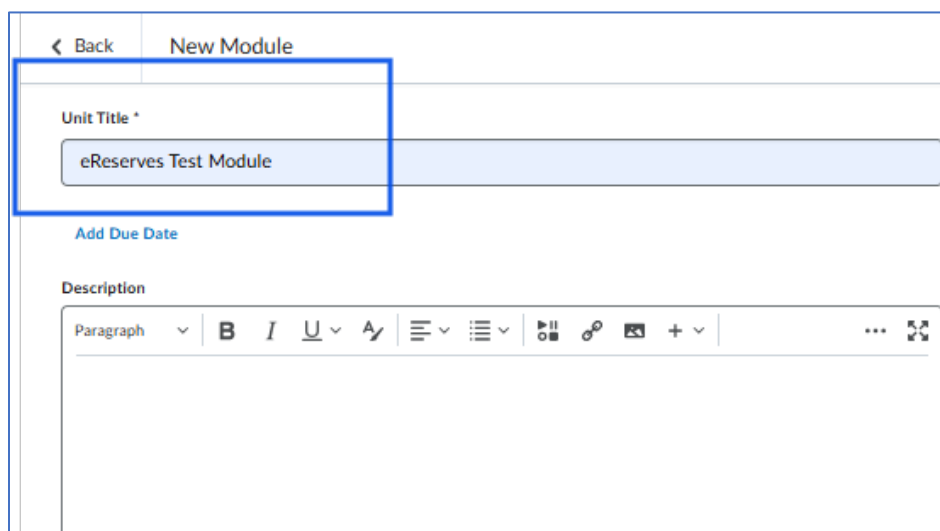 Back New Module
Unit Title *
eReserves Test Module
Add Due Date
Description
Paragraph B I U A